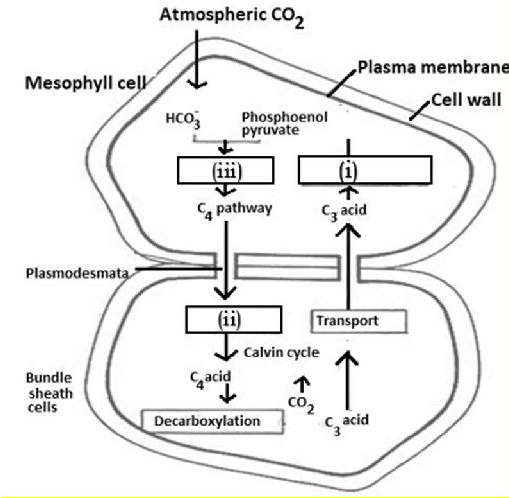 Atmospheric CO2
Mesophyll cell
Plasma membrane
Cell wall
HCO3-
Phosphoenol
pyruvate
(iii)
(i)
C4 pathway
C3 acid
Plasmodesmata
(ii)
Transport
Calvin cycle
C4 acid
Bundle
sheath
cells
CO2
C3 acid
Decarboxylation